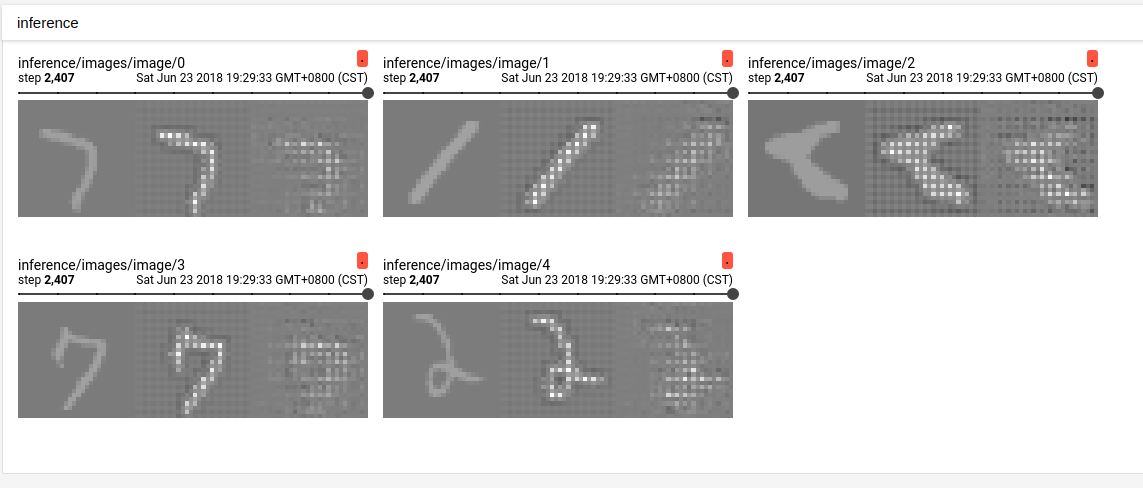 inference
inference/images/image/0
step 2,407 Sat Jun 23 2018 19:29:33 GMT+0800 (CST)
inference/images/image/1
step 2,407 Sat Jun 23 2018 19:29:33 GMT+0800 (CST)
inference/images/image/2
step 2,407 Sat Jun 23 2018 19:29:33 GMT+0800 (CST)
inference/images/image/3
step 2,407 Sat Jun 23 2018 19:29:33 GMT+0800 (CST)
inference/images/image/4
step 2,407 Sat Jun 23 2018 19:29:33 GMT+0800 (CST)